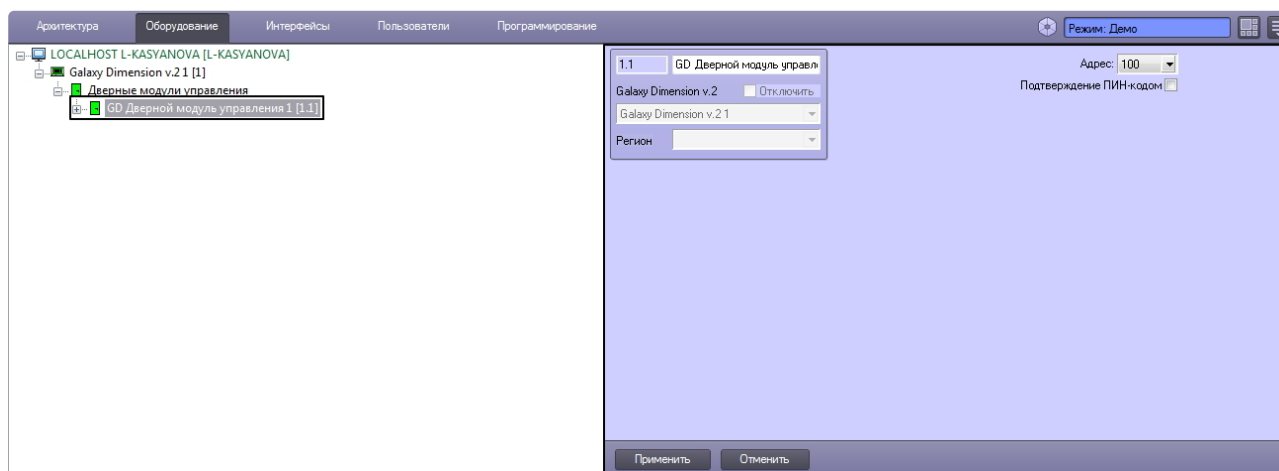 Архитектура Оборудование Интерфейсы Пользователи Программирование Режим: Демо
LOCALHOST L-KASYANOVA [L-KASYANOVA]
Galaxy Dimension v.2 1 [1]
Дверные модули управления
GD Дверной модуль управления 1 [1.1]
1.1 GD Дверной модуль управл
Galaxy Dimension v.2 Отключить
Galaxy Dimension v.2 1
Регион
Адрес: 100
Подтверждение ПИН-кодом
Применить Отменить